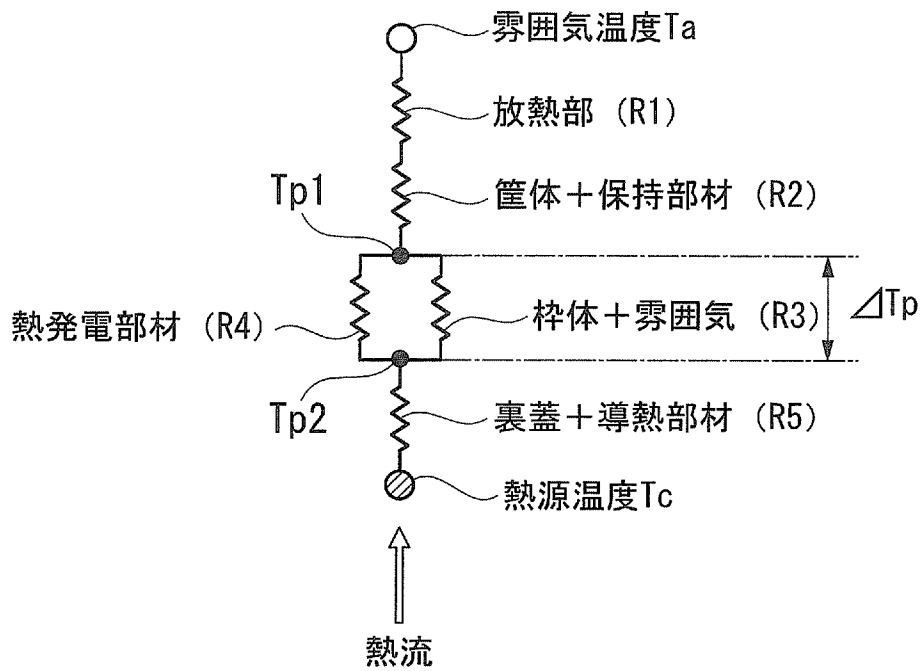 雰囲気温度Ta
放熱部（R1）
Tp1
筐体＋保持部材（R2）
熱発電部材（R4）
枠体＋雰囲気（R3）
⊿Tp
Tp2
裏蓋＋導熱部材（R5）
熱源温度Tc
熱流